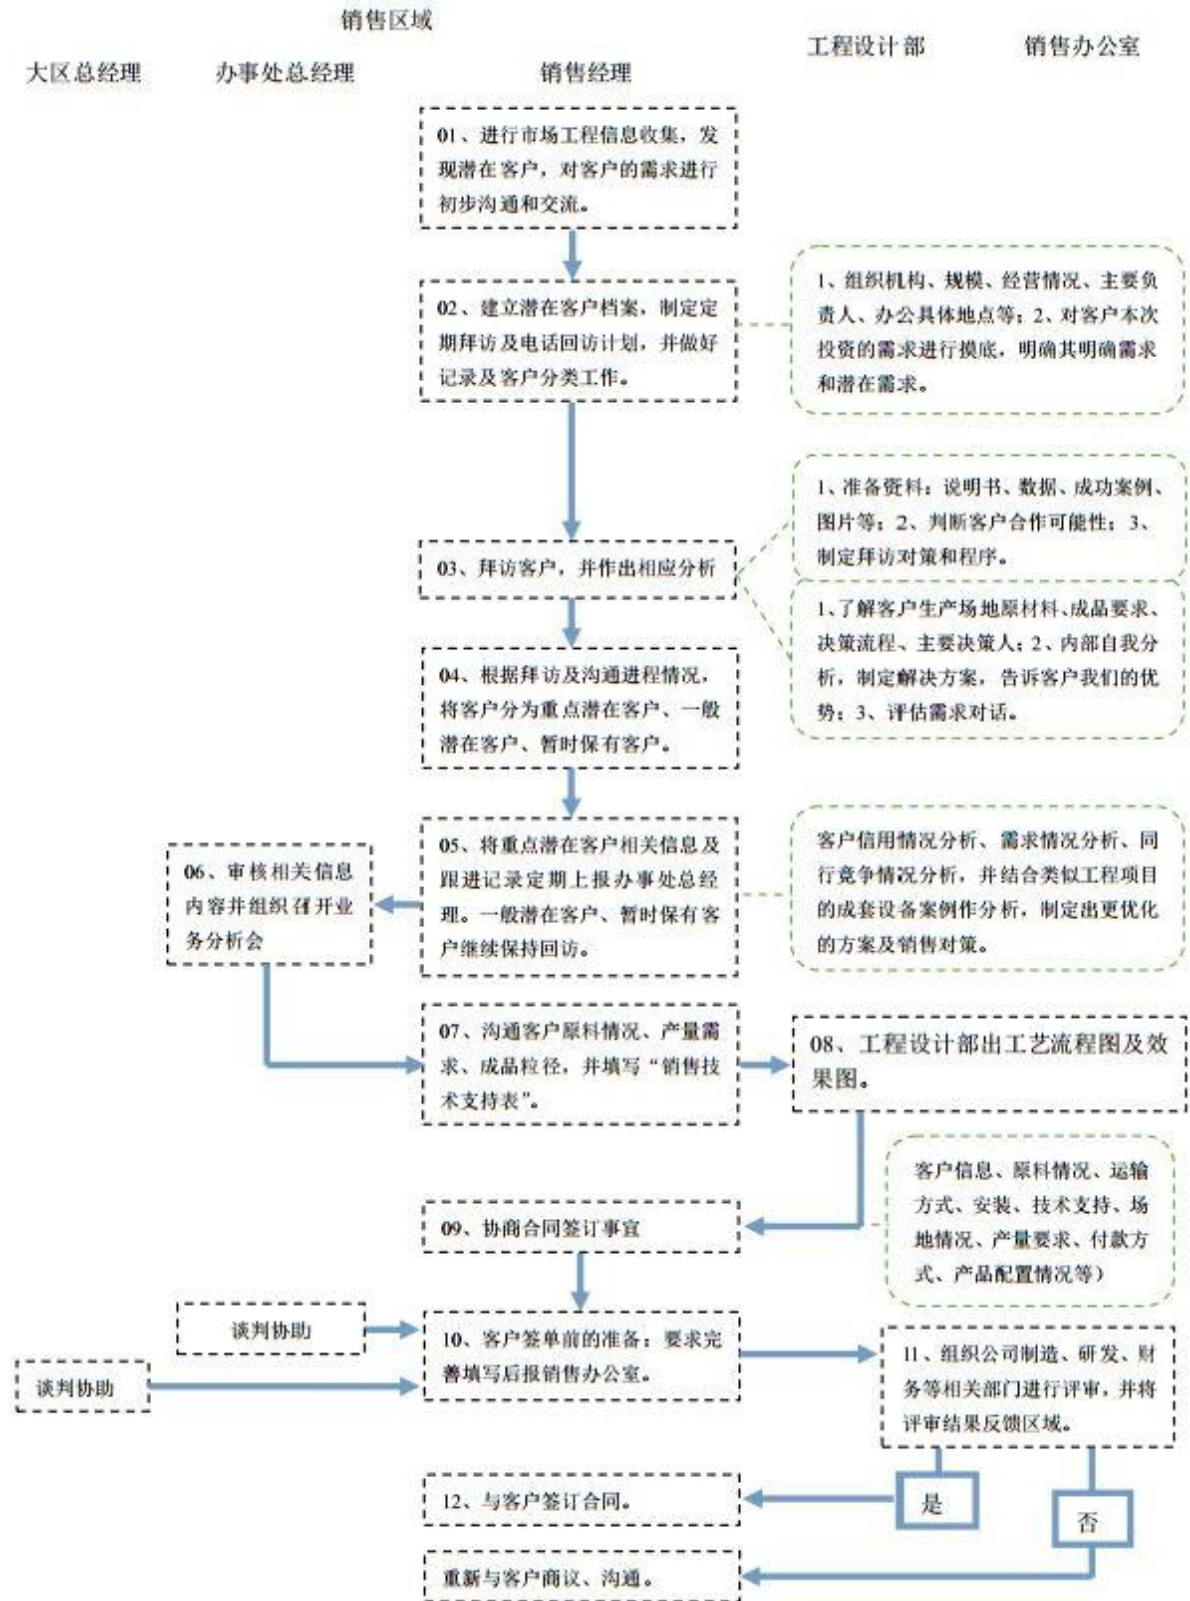 销售区域
工程设计部
销售办公室
大区总经理
办事处总经理
销售经理
01、进行市场工程信息收集，发
现潜在客户，对客户的需求进行
初步沟通和交流。
02、建立潜在客户档案，制定定
期拜访及电话回访计划，并做好
记录及客户分类工作。
1、组织机构、规模、经营情况、主要负
责人、办公具体地点等；2、对客户本次
投资的需求进行摸底，明确其明确需求
和潜在需求。
1、准备资料：说明书、数据、成功案例、
图片等；2、判断客户合作可能性；3、
制定拜访对策和程序。
03、拜访客户，并作出相应分析
1、了解客户生产场地原材料、成品要求、
决策流程、主要决策人；2、内部自我分
析，制定解决方案，告诉客户我们的优
势；3、评估需求对话。
04、根据拜访及沟通进程情况，
将客户分为重点潜在客户、一般
潜在客户、暂时保有客户。
05、将重点潜在客户相关信息及
跟进记录定期上报办事处总经
理。一般潜在客户、暂时保有客
户继续保持回访。
客户信用情况分析、需求情况分析、同
行竞争情况分析，并结合类似工程项目
的成套设备案例作分析，制定出更优化
的方案及销售对策。
06、审核相关信息
内容并组织召开业
务分析会
07、沟通客户原料情况、产量需
求、成品粒径，并填写“销售技
术支持表”。
08、工程设计部出工艺流程图及效
果图。
客户信息、原料情况、运输
方式、安装、技术支持、场
地情况、产量要求、付款方
式、产品配置情况等）
09、协商合同签订事宜
谈判协助
谈判协助
10、客户签单前的准备：要求完
善填写后报销售办公室。
11、组织公司制造、研发、财
务等相关部门进行评审，并将
评审结果反馈区域。
是
否
12、与客户签订合同。
重新与客户商议、沟通。